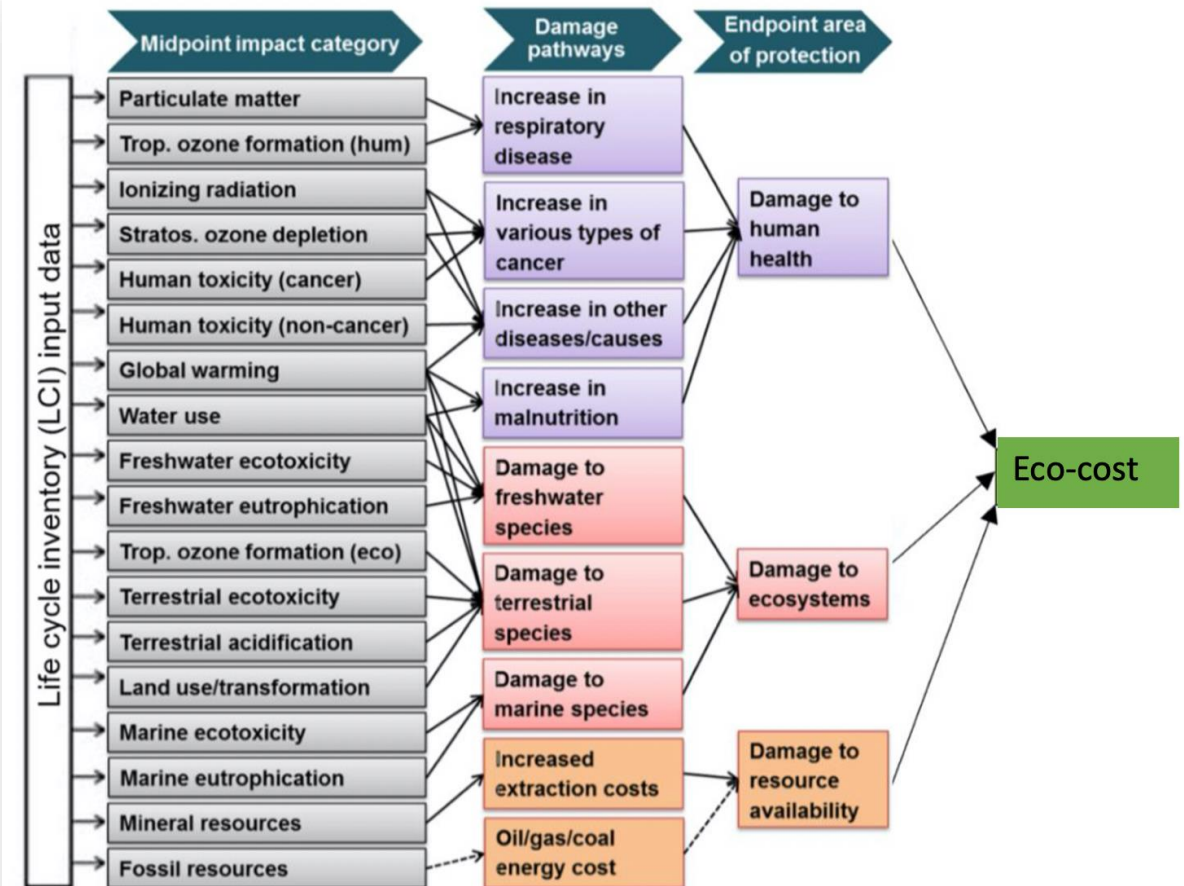 Midpoint impact category
Damage
pathways
Endpoint area
of protection
Life cycle inventory (LCI) input data
Particulate matter
Trop. ozone formation (hum)
Ionizing radiation
Stratos. ozone depletion
Human toxicity (cancer)
Human toxicity (non-cancer)
Global warming
Water use
Freshwater ecotoxicity
Freshwater eutrophication
Trop. ozone formation (eco)
Terrestrial ecotoxicity
Terrestrial acidification
Land use/transformation
Marine ecotoxicity
Marine eutrophication
Mineral resources
Fossil resources
Increase in
respiratory
disease
Increase in
various types of
cancer
Increase in other
diseases/causes
Increase in
malnutrition
Damage to
freshwater
species
Damage to
terrestrial
species
Damage to
marine species
Increased
extraction costs
Oil/gas/coal
energy cost
Damage to
human
health
Damage to
ecosystems
Damage to
resource
availability
Eco-cost